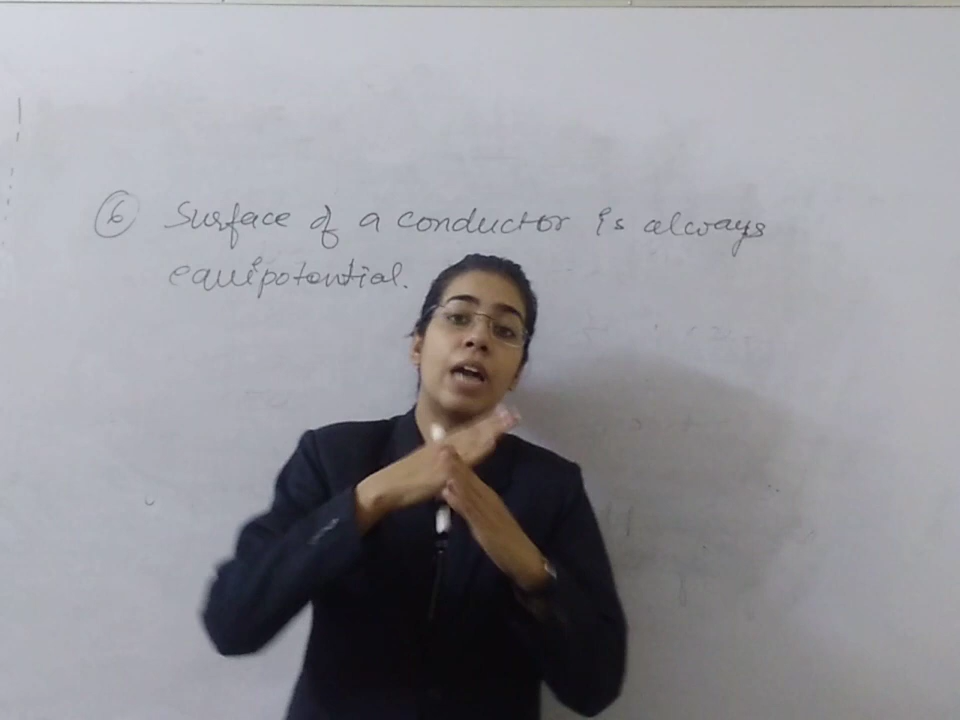 ⑥ Surface of a conductor is always
equipotential.